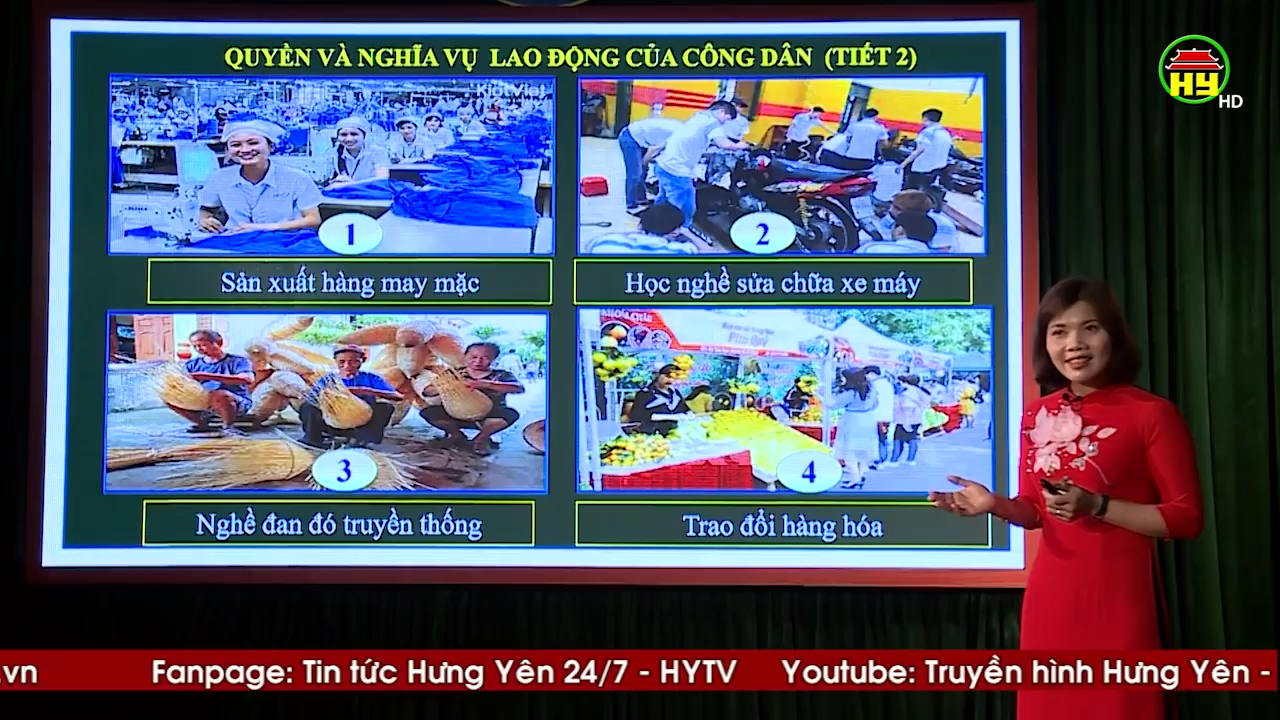 QUYỀN VÀ NGHĨA VỤ LAO ĐỘNG CỦA CÔNG DÂN (TIẾT 2)
KiotViet
1
2
Sản xuất hàng may mặc
Học nghề sửa chữa xe máy
3
4
Nghề đan đó truyền thống
Trao đổi hàng hóa
HY
HD
.vn Fanpage: Tin tức Hưng Yên 24/7 - HYTV Youtube: Truyền hình Hưng Yên -